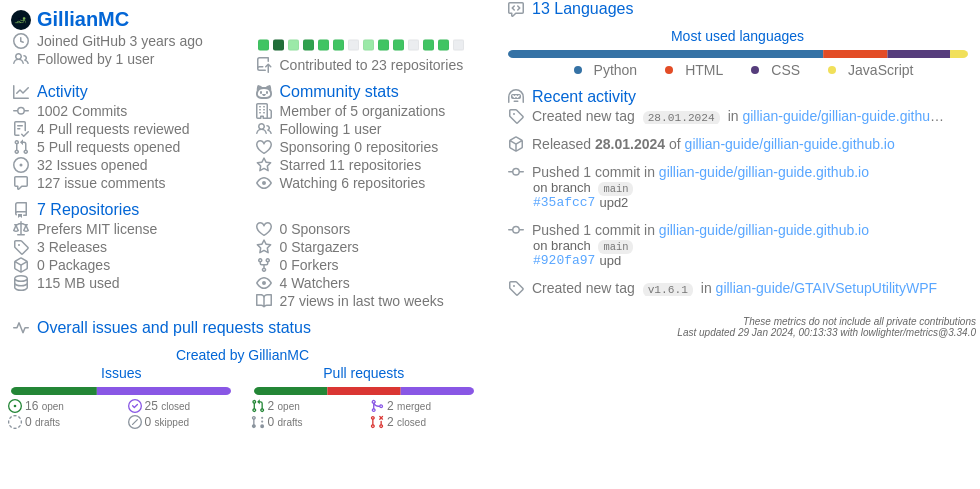 GillianMC
Joined GitHub 3 years ago
Followed by 1 user
Contributed to 23 repositories
Activity
1002 Commits
4 Pull requests reviewed
5 Pull requests opened
32 Issues opened
127 issue comments
Community stats
Member of 5 organizations
Following 1 user
Sponsoring 0 repositories
Starred 11 repositories
Watching 6 repositories
7 Repositories
Prefers MIT license
3 Releases
0 Packages
115 MB used
0 Sponsors
0 Stargazers
0 Forkers
4 Watchers
27 views in last two weeks
Overall issues and pull requests status
Created by GillianMC
Issues
16 open
25 closed
0 drafts
0 skipped
Pull requests
2 open
2 merged
0 drafts
2 closed
13 Languages
Most used languages
Python HTML CSS JavaScript
Recent activity
Created new tag 28.01.2024 in gillian-guide/gillian-guide.githu…
Released 28.01.2024 of gillian-guide/gillian-guide.github.io
Pushed 1 commit in gillian-guide/gillian-guide.github.io
on branch main
#35afcc7 upd2
Pushed 1 commit in gillian-guide/gillian-guide.github.io
on branch main
#920fa97 upd
Created new tag v1.6.1 in gillian-guide/GTAIVSetupUtilityWPF
These metrics do not include all private contributions
Last updated 29 Jan 2024, 00:13:33 with lowlighter/metrics@3.34.0